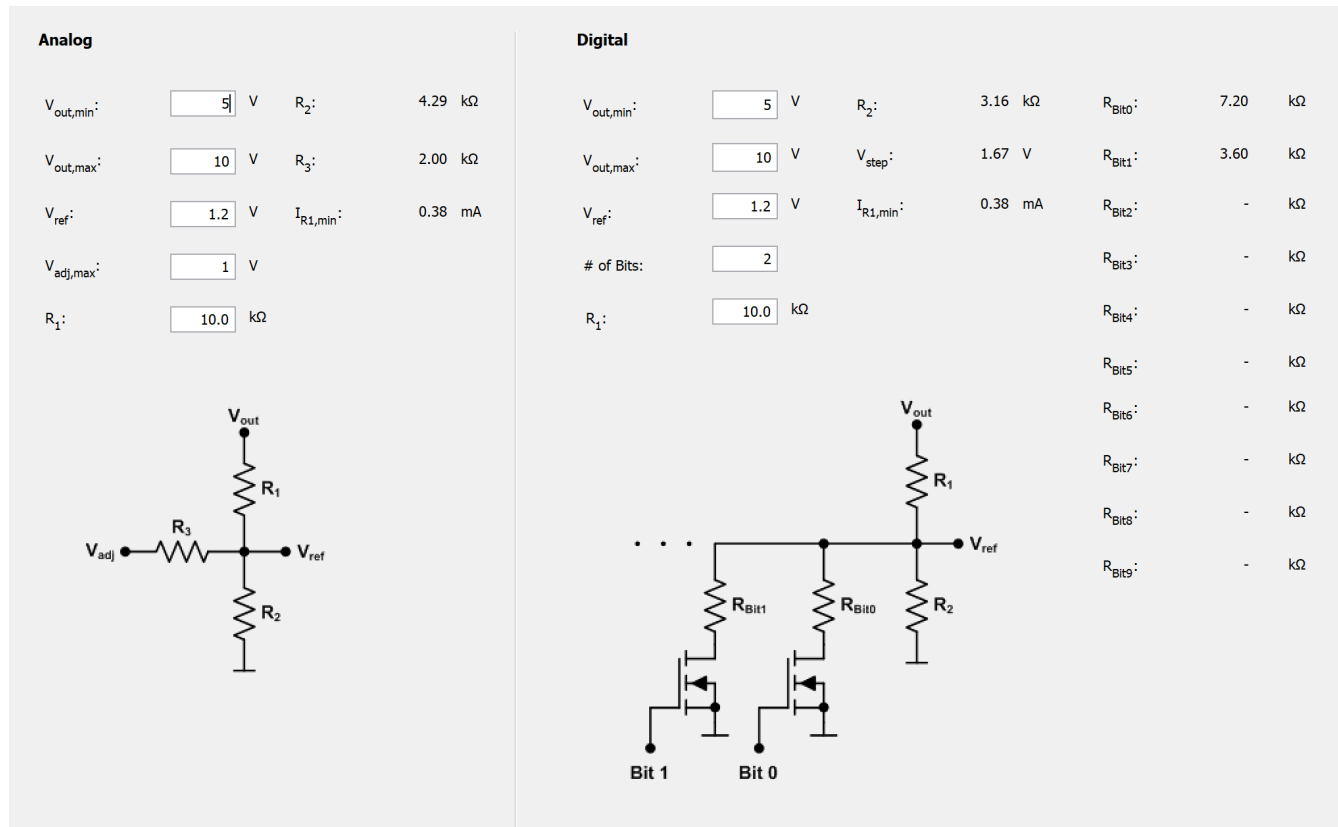 Analog
Vout,min: 5 V R2: 4.29 kΩ
Vout,max: 10 V R3: 2.00 kΩ
Vref: 1.2 V IR1,min: 0.38 mA
Vadj,max: 1 V
R1: 10.0 kΩ
Vout
R1
R3
Vadj
Vref
R2
Digital
Vout,min: 5 V R2: 3.16 kΩ RBit0: 7.20 kΩ
Vout,max: 10 V Vstep: 1.67 V RBit1: 3.60 kΩ
Vref: 1.2 V IR1,min: 0.38 mA RBit2: - kΩ
# of Bits: 2 RBit3: - kΩ
R1: 10.0 kΩ RBit4: - kΩ
RBit5: - kΩ
RBit6: - kΩ
RBit7: - kΩ
RBit8: - kΩ
RBit9: - kΩ
Vout
R1
Vref
RBit1 RBit0 R2
Bit 1 Bit 0